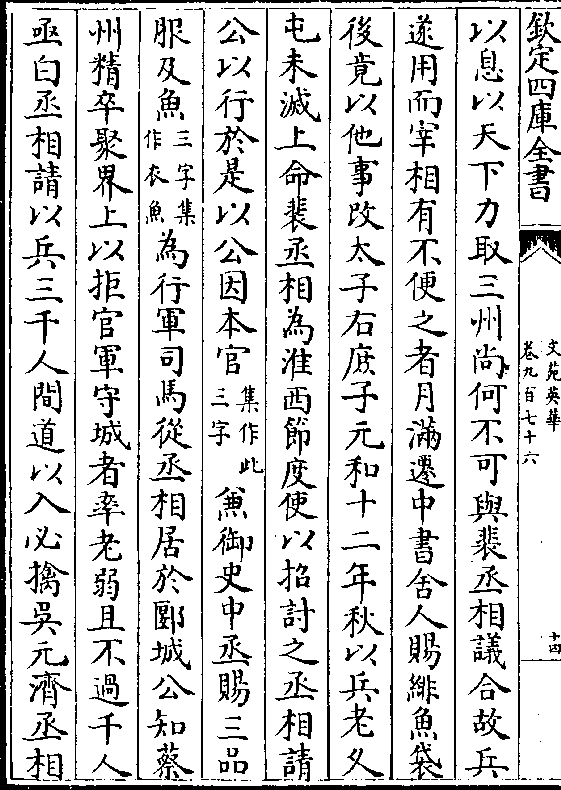 欽定四庫全書
文苑英華
卷九百七十六
十四
以息以天下力取三州尚何不可與裴丞相議合故兵
遂用而宰相有不便之者月滿遷中書舍人賜緋魚袋
後竟以他事改太子右庶子元和十二年秋以兵老久
屯未滅上命裴丞相為淮西節度使以招討之丞相請
公以行於是以公因本官集作此三字兼御史中丞賜三品
服及魚三字集作衣魚為行軍司馬從丞相居於郾城公知蔡
州精卒聚界上以拒官軍守城者率老弱且不過千人
亟白丞相請以兵三千人間道以入必擒吳元濟丞相